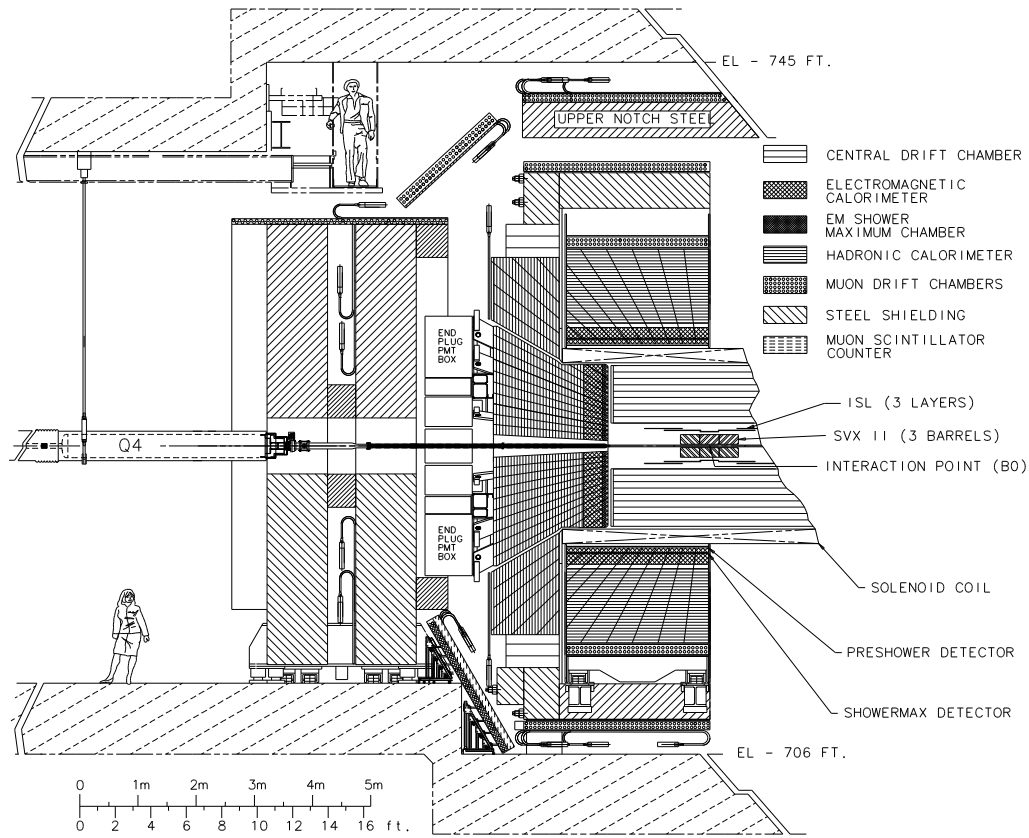 EL - 745 FT.
UPPER NOTCH STEEL
CENTRAL DRIFT CHAMBER
ELECTROMAGNETIC
CALORIMETER
EM SHOWER
MAXIMUM CHAMBER
HADRONIC CALORIMETER
MUON DRIFT CHAMBERS
STEEL SHIELDING
MUON SCINTILLATOR
COUNTER
END
PLUG
PMT
BOX
ISL (3 LAYERS)
Q4
SVX II (3 BARRELS)
INTERACTION POINT (B0)
END
PLUG
PMT
BOX
SOLENOID COIL
PRESHOWER DETECTOR
SHOWERMAX DETECTOR
EL - 706 FT.
0 1m 2m 3m 4m 5m
0 2 4 6 8 10 12 14 16 ft.